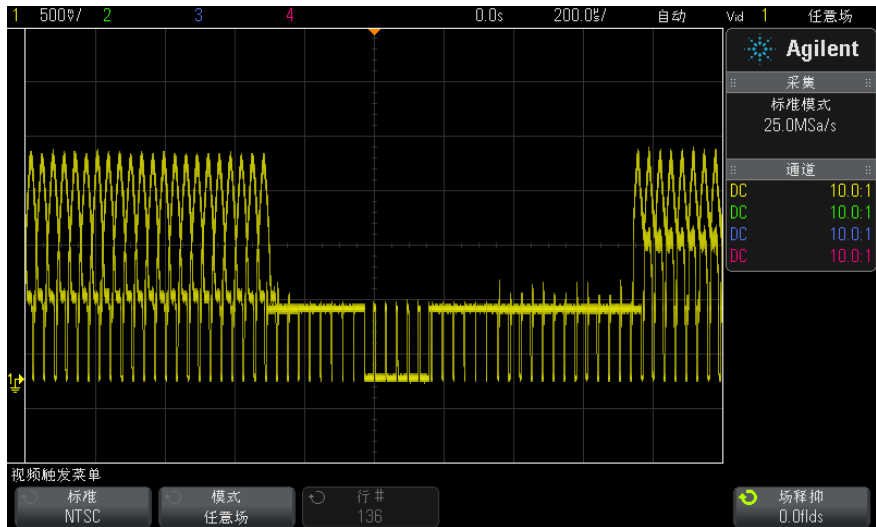 1 500⅟/ 2 3 4 0.0s 200.0㎲/ 自动 Vid 1 任意场
Agilent
采集
标准模式
25.0MSa/s
通道
DC 10.0:1
DC 10.0:1
DC 10.0:1
DC 10.0:1
1
视频触发菜单
标准
NTSC
模式
任意场
行 #
136
场释抑
0.0flds